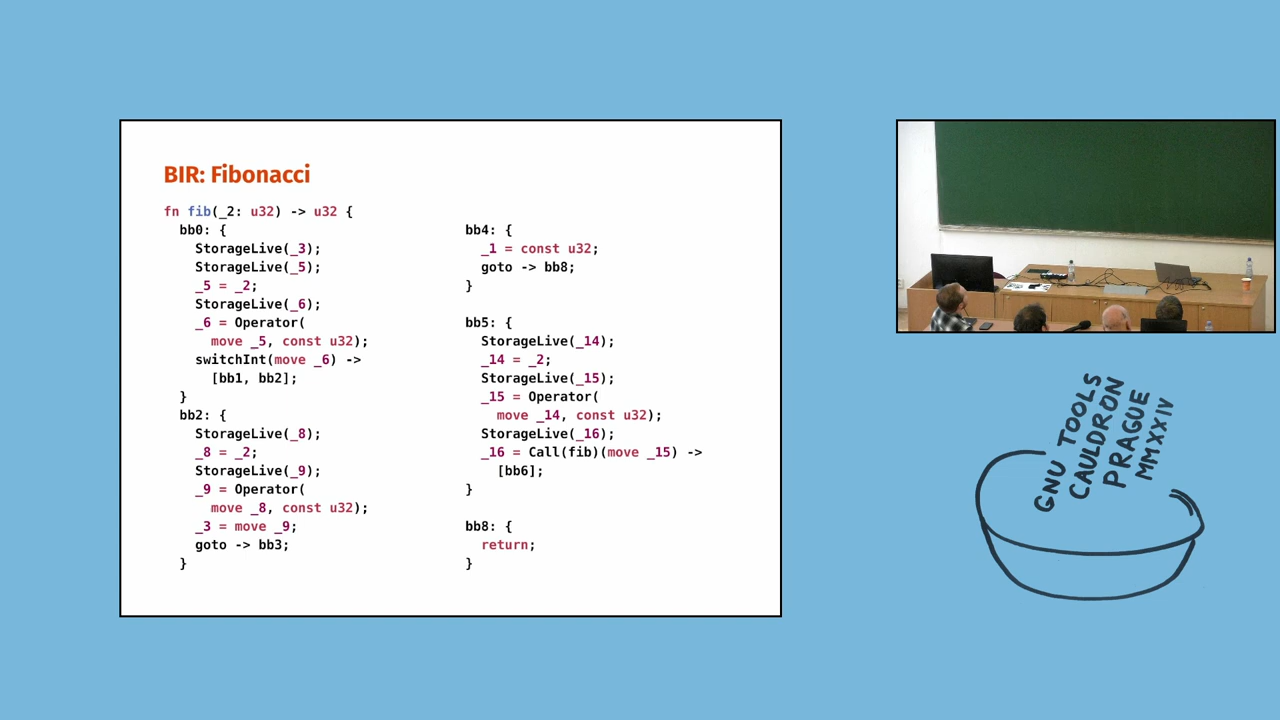 BIR: Fibonacci
fn fib(_2: u32) -> u32 {
bb0: {
StorageLive(_3);
StorageLive(_5);
_5 = _2;
StorageLive(_6);
_6 = Operator(
move _5, const u32);
switchInt(move _6) ->
[bb1, bb2];
}
bb2: {
StorageLive(_8);
_8 = _2;
StorageLive(_9);
_9 = Operator(
move _8, const u32);
_3 = move _9;
goto -> bb3;
}
bb4: {
_1 = const u32;
goto -> bb8;
}
bb5: {
StorageLive(_14);
_14 = _2;
StorageLive(_15);
_15 = Operator(
move _14, const u32);
StorageLive(_16);
_16 = Call(fib)(move _15) ->
[bb6];
}
bb8: {
return;
}
GNU TOOLS
CAULDRON
PRAGUE
MMXXIV